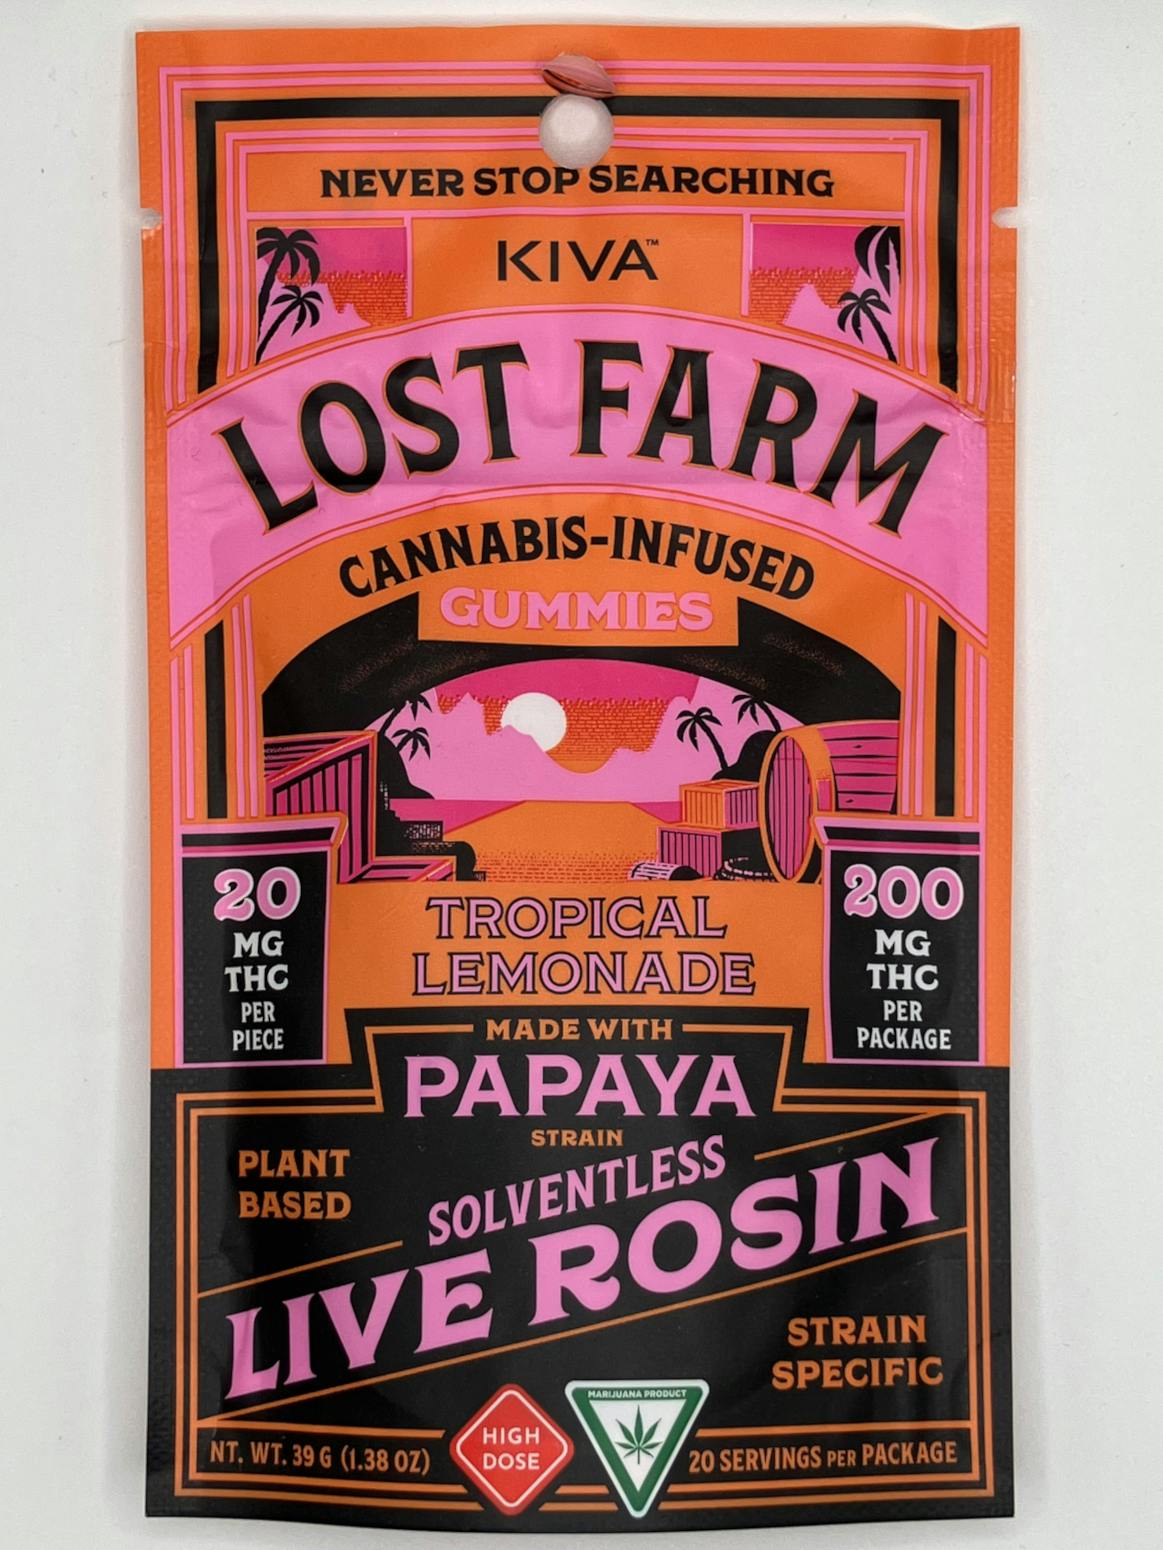 NEVER STOP SEARCHING
KIVA™
LOST FARM
CANNABIS-INFUSED
GUMMIES
20
MG
THC
PER
PIECE
TROPICAL
LEMONADE
200
MG
THC
PER
PACKAGE
MADE WITH
PAPAYA
STRAIN
PLANT
BASED
SOLVENTLESS
LIVE ROSIN
STRAIN
SPECIFIC
NT. WT. 39 G (1.38 OZ)
HIGH
DOSE
MARIJUANA PRODUCT
20 SERVINGS PER PACKAGE